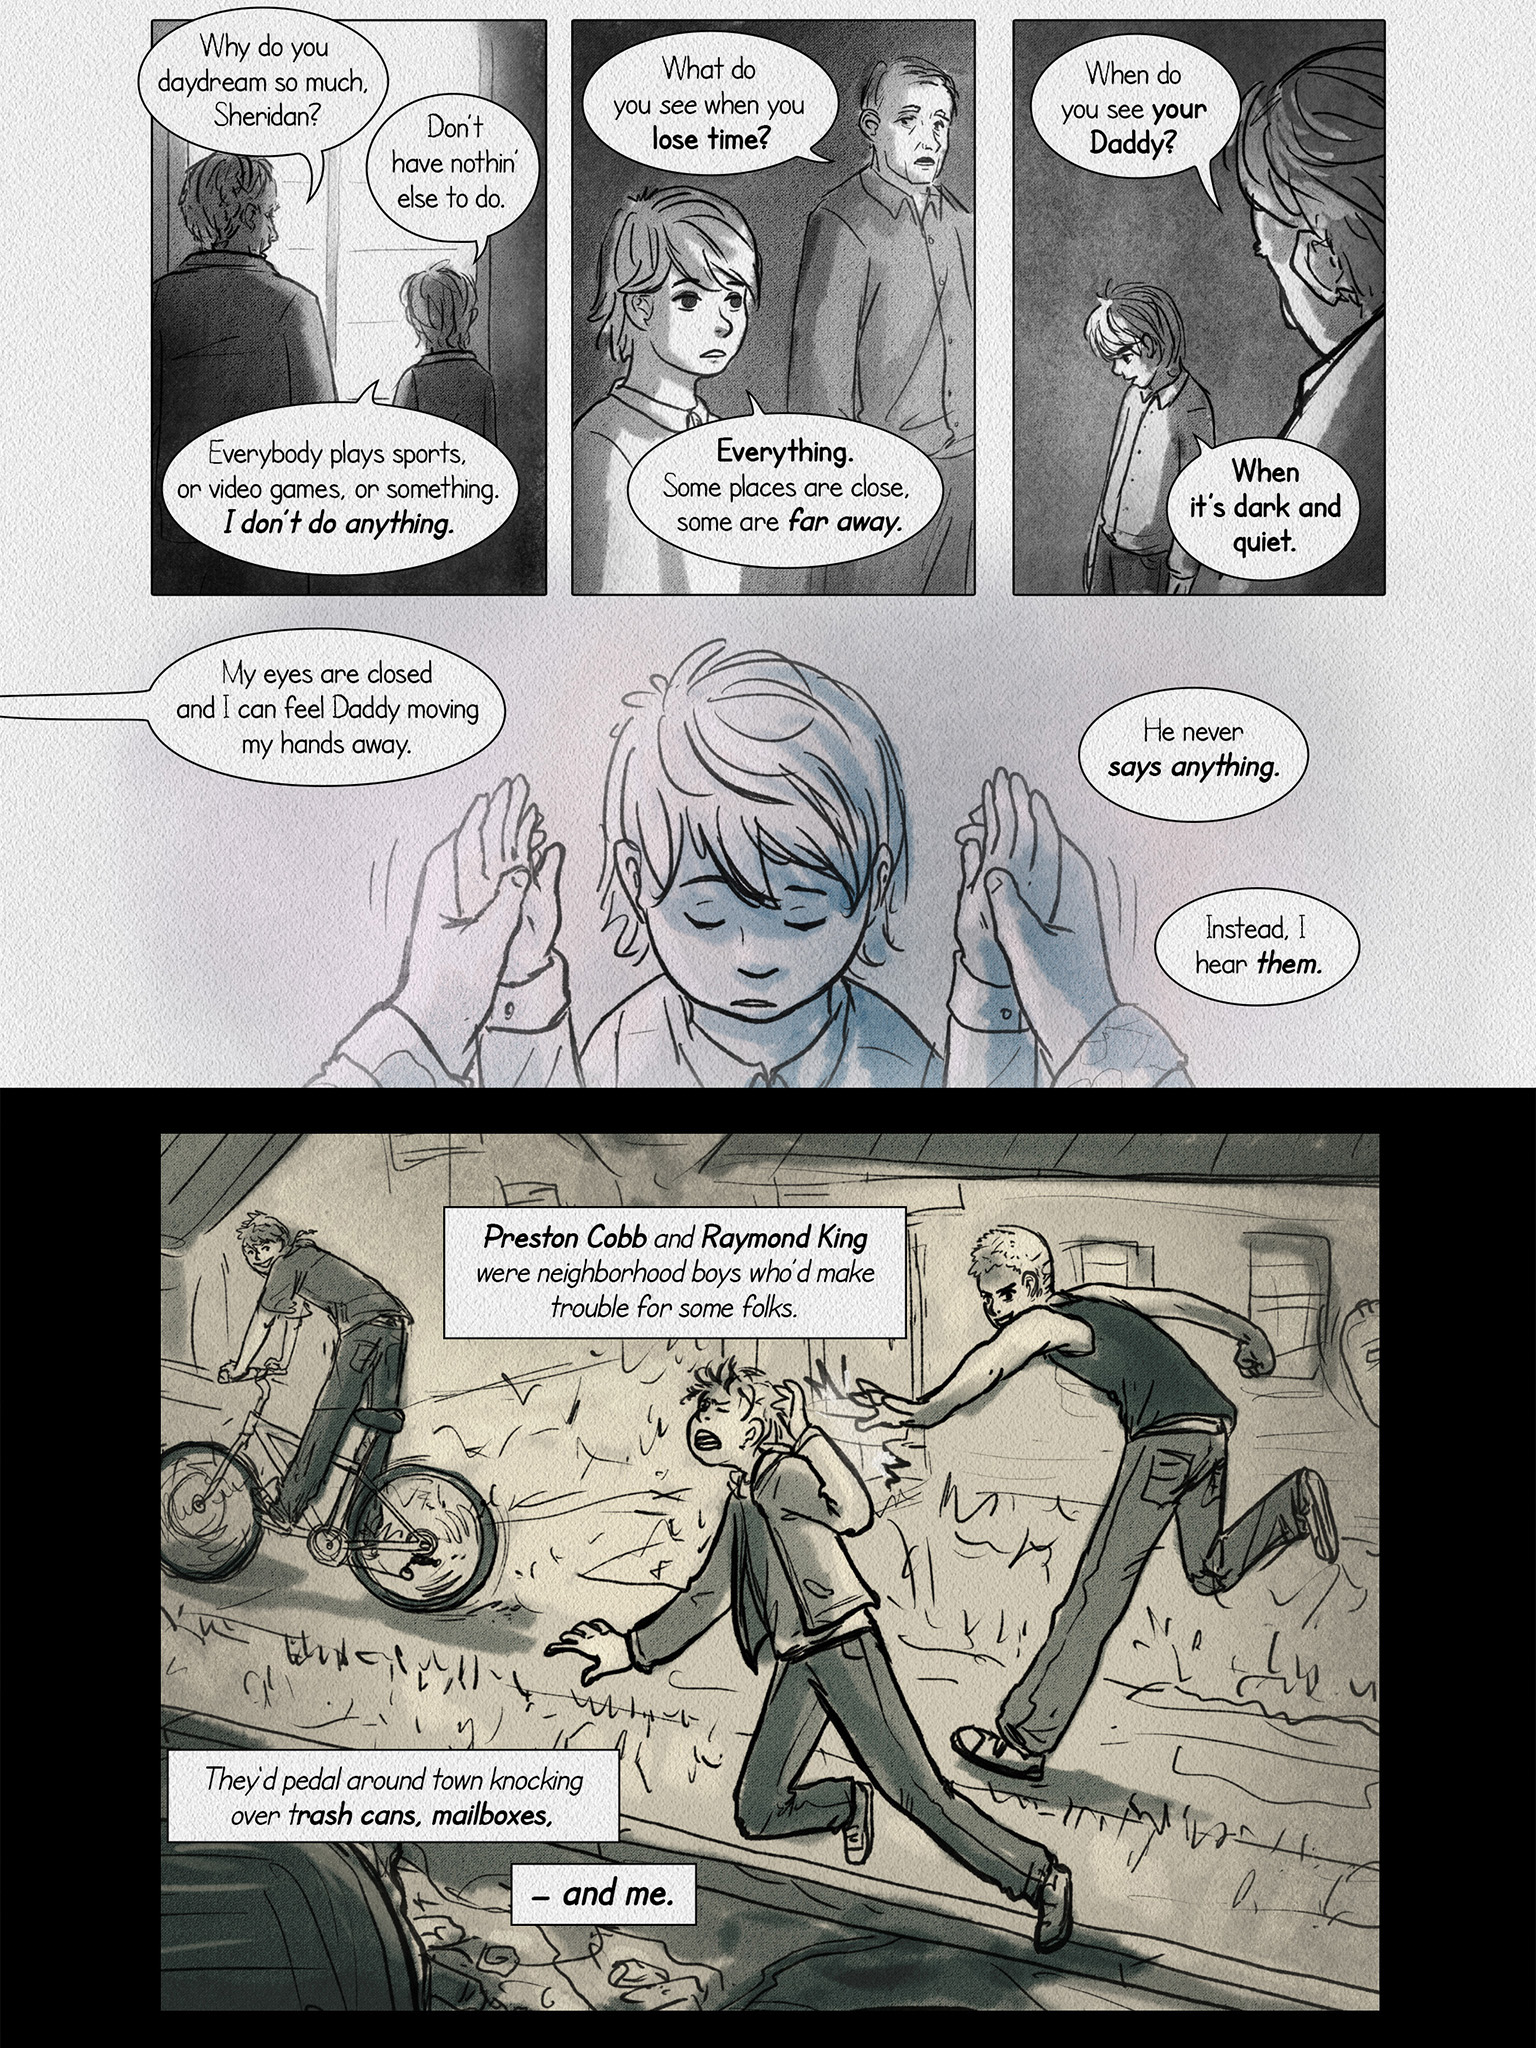 Why do you
daydream so much,
Sheridan?
Don't
have nothin'
else to do.
Everybody plays sports,
or video games, or something.
I don't do anything.
What do
you see when you
lose time?
Everything.
Some places are close,
some are far away.
When do
you see your
Daddy?
When
it's dark and
quiet.
My eyes are closed
and I can feel Daddy moving
my hands away.
He never
says anything.
Instead, I
hear them.
Preston Cobb and Raymond King
were neighborhood boys who'd make
trouble for some folks.
They'd pedal around town knocking
over trash cans, mailboxes,
– and me.